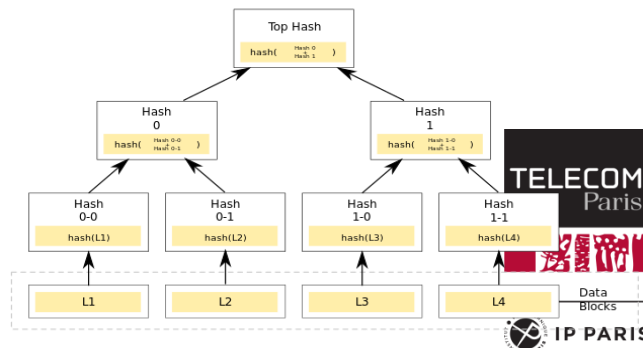 Top Hash
hash( Hash 0 + Hash 1 )
Hash 0
hash( Hash 0-0 + Hash 0-1 )
Hash 1
hash( Hash 1-0 + Hash 1-1 )
TELECOM
Paris
Hash 0-0
hash(L1)
Hash 0-1
hash(L2)
Hash 1-0
hash(L3)
Hash 1-1
hash(L4)
L1
L2
L3
L4
Data Blocks
IP PARIS